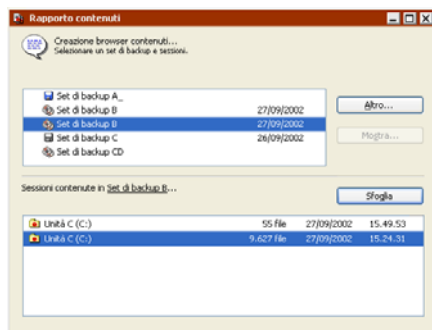 Rapporto contenuti
Creazione browser contenuti...
Selezionare un set di backup e sessioni.
Set di backup A_
Set di backup B 27/09/2002
Set di backup B 27/09/2002
Set di backup C 26/09/2002
Set di backup CD
Altro...
Mostra...
Sessioni contenute in Set di backup B...
Sfoglia
Unità C (C:) 55 file 27/09/2002 15.49.53
Unità C (C:) 9.627 file 27/09/2002 15.24.31